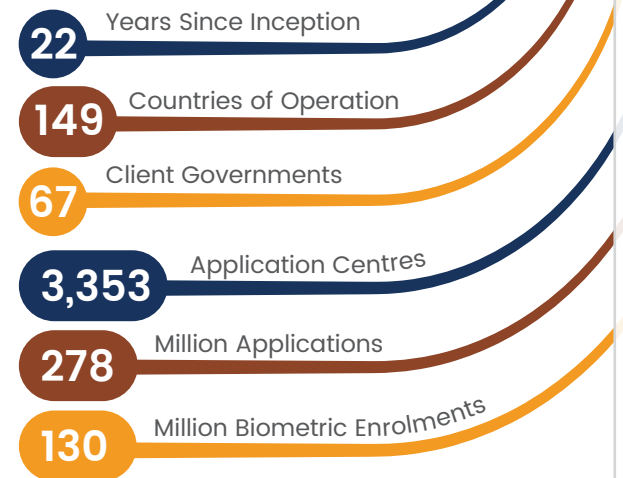 22 Years Since Inception
149 Countries of Operation
67 Client Governments
3,353 Application Centres
278 Million Applications
130 Million Biometric Enrolments